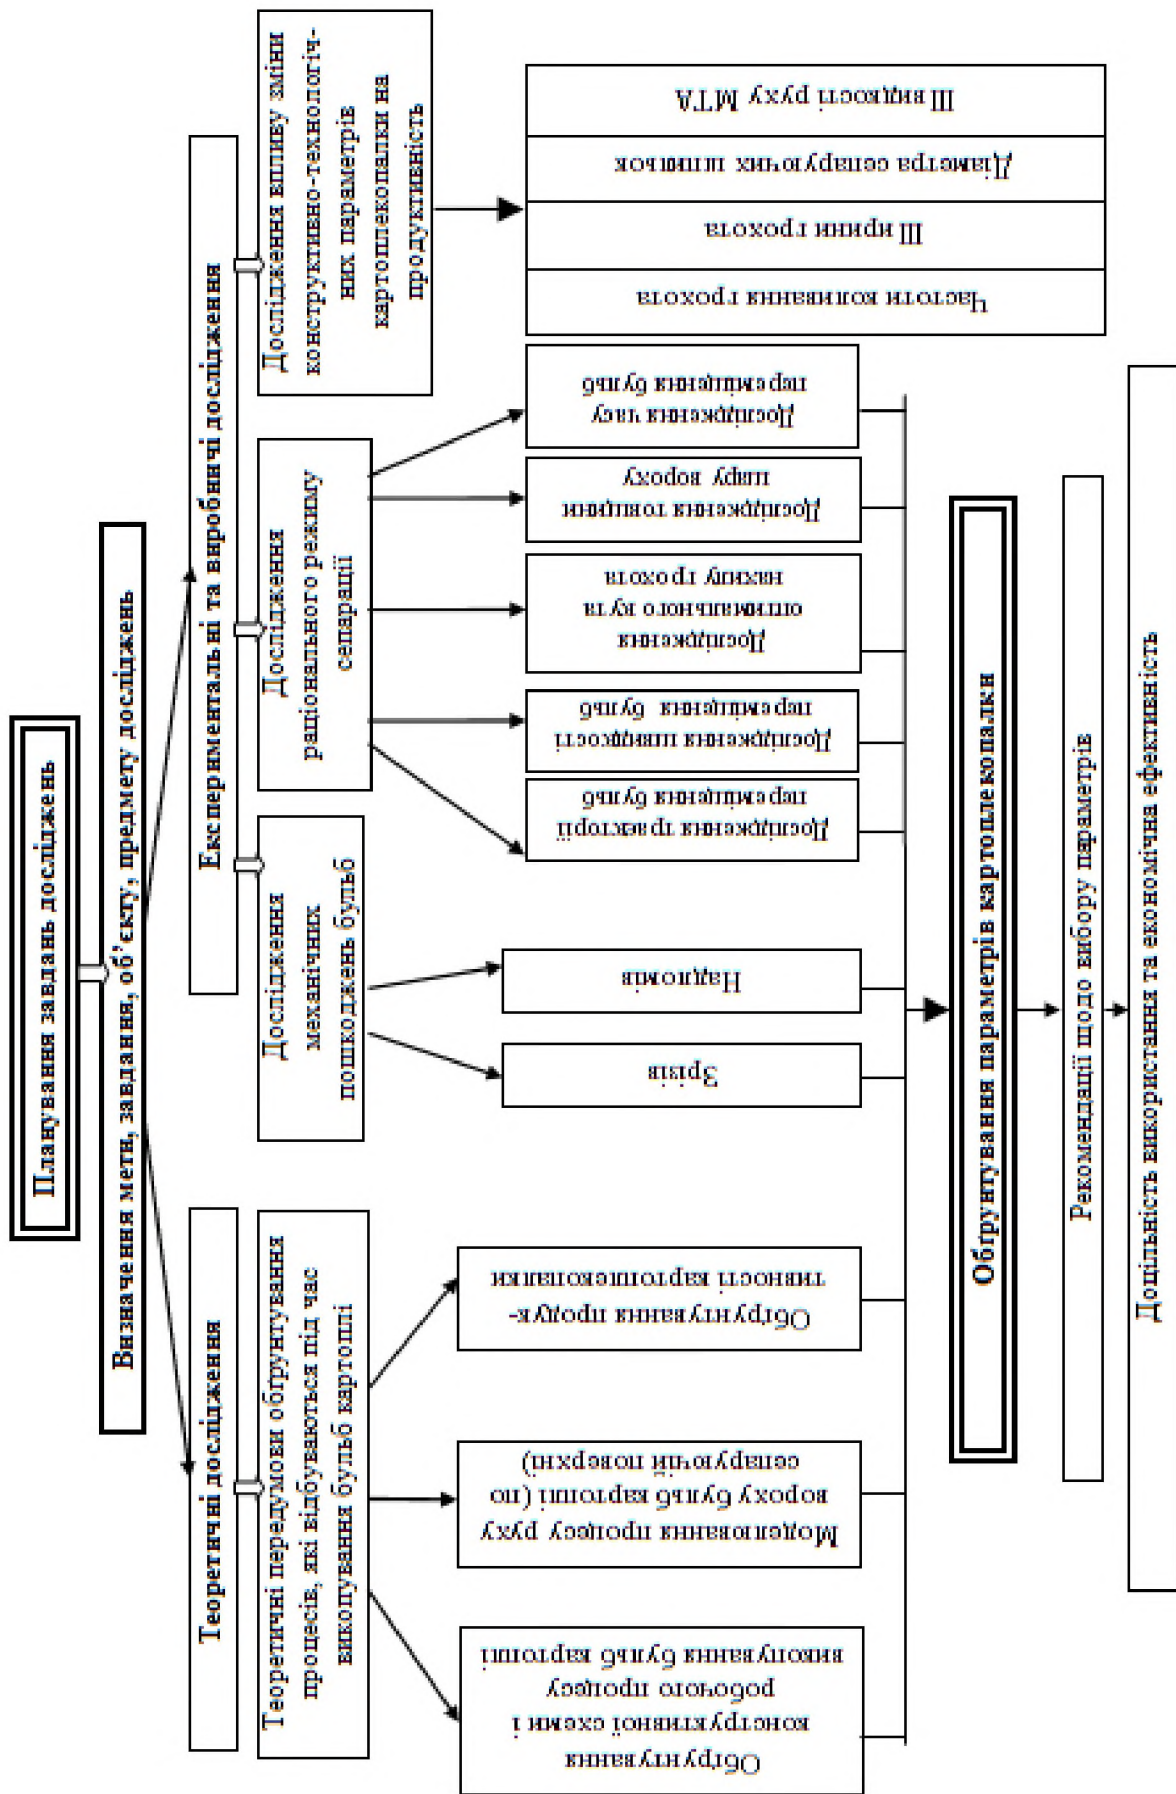 Планування завдань досліджень
Визначення мети, завдання, об’єкту, предмету досліджень
Теоретичні дослідження
Експериментальні та виробничі дослідження
Теоретичні передумови обґрунтування
процесів, які відбуваються під час
викопування бульб картоплі
Дослідження
механічних
пошкоджень бульб
Дослідження
раціонального режиму
сепарації
Дослідження впливу зміни
конструктивно-технологіч-
них параметрів
картоплекопалки на
продуктивність
Обґрунтування
конструктивної схеми і
робочого процесу
викопування бульб картоплі
Моделювання процесу руху
вороху бульб картоплі (по
сепаруючій поверхні)
Обґрунтування продук-
тивності картоплекопалки
Зрізів
Надломів
Дослідження траєкторії
переміщення бульб
Дослідження швидкості
переміщення бульб
Дослідження
оптимального кута
нахилу грохота
Дослідження товщини
шару вороху
Дослідження часу
переміщення бульб
Частоти коливання грохота
Ширини грохота
Діаметра сепаруючих шпильок
Швидкості руху МТА
Обґрунтування параметрів картоплекопалки
Рекомендації щодо вибору параметрів
Доцільність використання та економічна ефективність